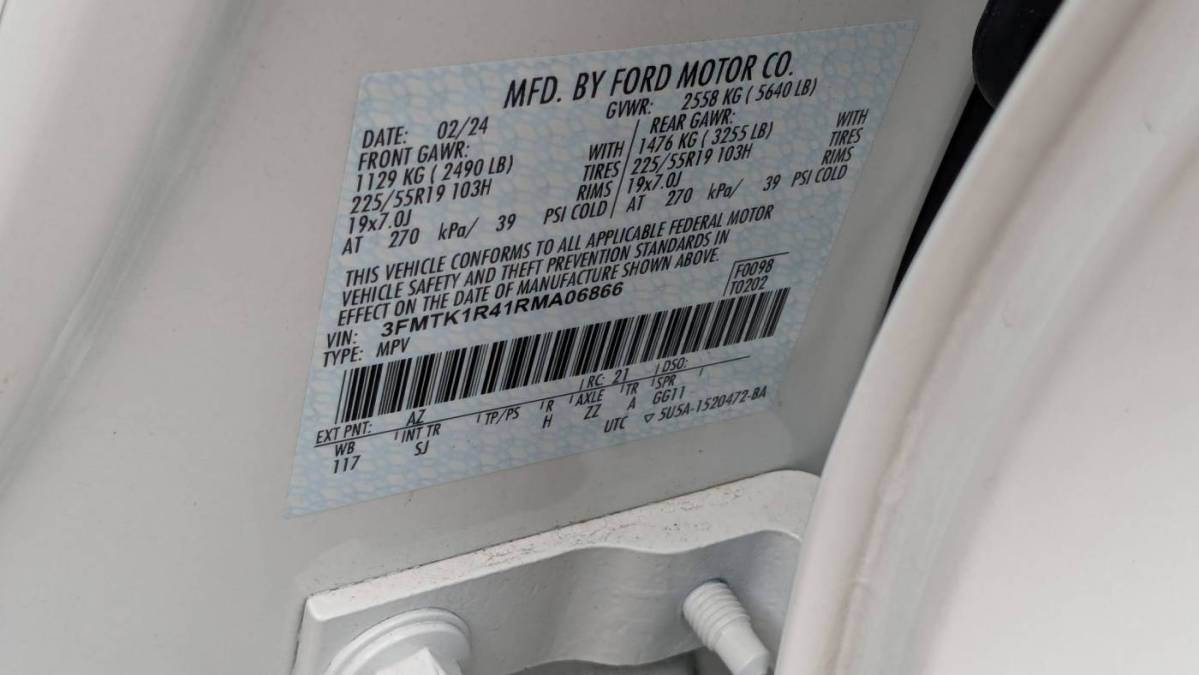 MFD. BY FORD MOTOR CO.
DATE: 02/24 GVWR: 2558 KG ( 5640 LB)
FRONT GAWR: REAR GAWR:
1129 KG ( 2490 LB) WITH 1476 KG ( 3255 LB) WITH
225/55R19 103H TIRES 225/55R19 103H TIRES
19x7.0J RIMS 19x7.0J RIMS
AT 270 kPa/ 39 PSI COLD AT 270 kPa/ 39 PSI COLD
THIS VEHICLE CONFORMS TO ALL APPLICABLE FEDERAL MOTOR
VEHICLE SAFETY AND THEFT PREVENTION STANDARDS IN
EFFECT ON THE DATE OF MANUFACTURE SHOWN ABOVE.
VIN: 3FMTK1R41RMA06866 F0098
TYPE: MPV T0202
EXT PNT: AZ RC: 21 DSO:
WB INT TR TP/PS R AXLE TR SPR
117 SJ H ZZ A GG11
UTC ▽ 5U5A-1520472-BA